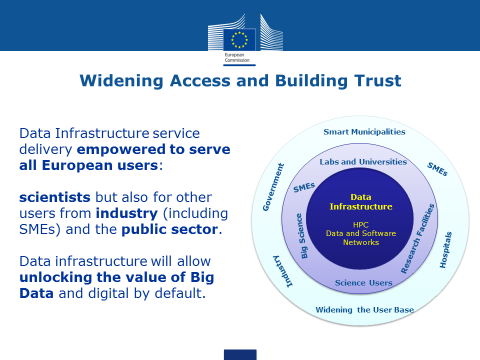 European
Commission
Widening Access and Building Trust
Data Infrastructure service
delivery empowered to serve
all European users:
scientists but also for other
users from industry (including
SMEs) and the public sector.
Data infrastructure will allow
unlocking the value of Big
Data and digital by default.
Smart Municipalities
Government
SMEs
Labs and Universities
SMEs
Data
Infrastructure
HPC
Data and Software
Networks
Big Science
Research Facilities
Hospitals
Industry
Science Users
Widening the User Base